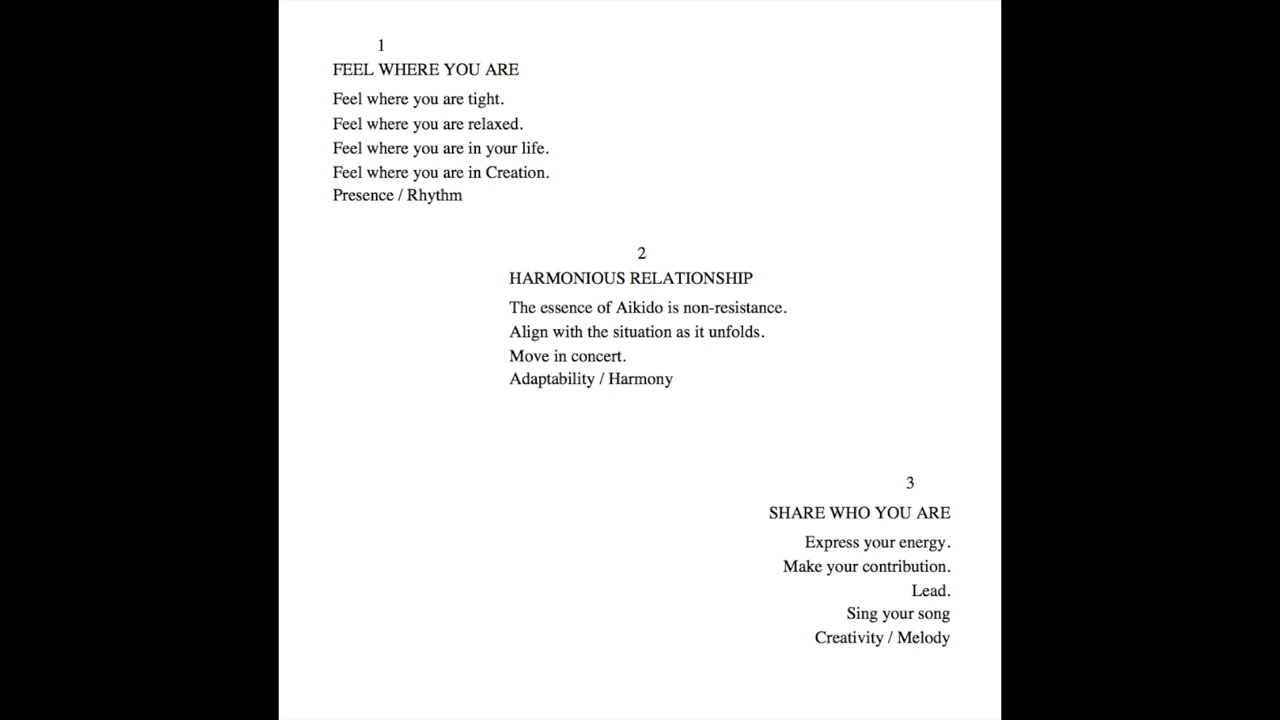 1
FEEL WHERE YOU ARE
Feel where you are tight.
Feel where you are relaxed.
Feel where you are in your life.
Feel where you are in Creation.
Presence / Rhythm
2
HARMONIOUS RELATIONSHIP
The essence of Aikido is non-resistance.
Align with the situation as it unfolds.
Move in concert.
Adaptability / Harmony
3
SHARE WHO YOU ARE
Express your energy.
Make your contribution.
Lead.
Sing your song
Creativity / Melody